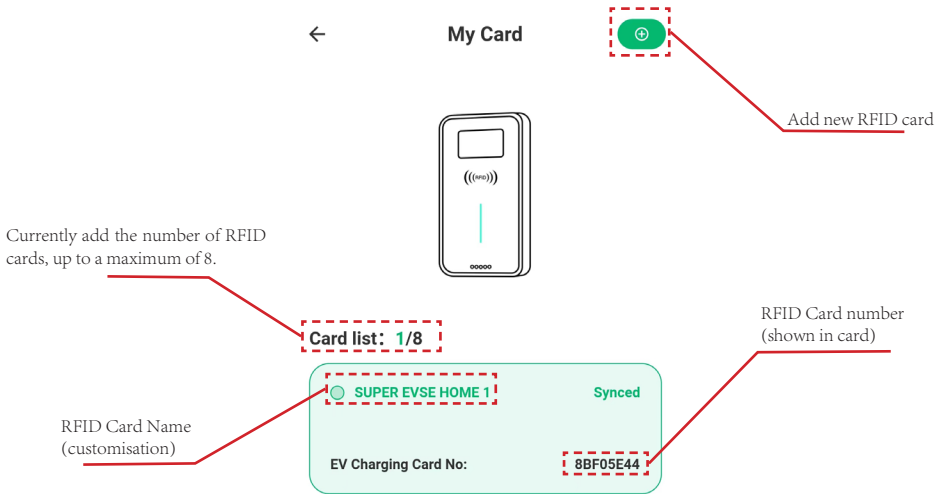 My Card
Add new RFID card
(((RFID)))
Currently add the number of RFID
cards, up to a maximum of 8.
RFID Card number
(shown in card)
Card list： 1/8
SUPER EVSE HOME 1
Synced
RFID Card Name
(customisation)
EV Charging Card No:
8BF05E44